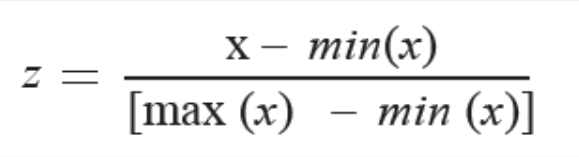 z = x − min(x)
[max (x) − min (x)]